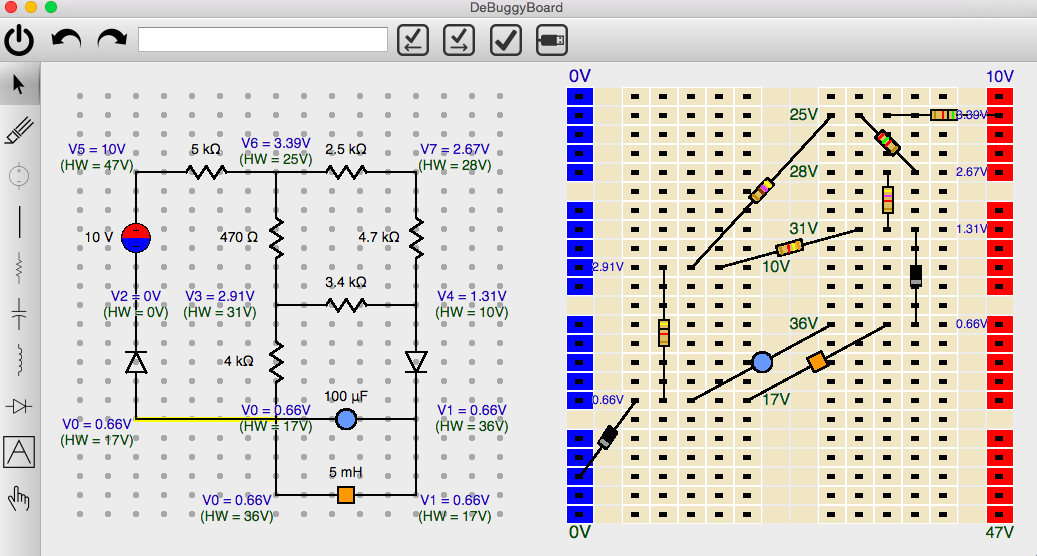 DeBuggyBoard
V5 = 10V
(HW = 47V)
5 kΩ
V6 = 3.39V
(HW = 25V)
2.5 kΩ
V7 = 2.67V
(HW = 28V)
10 V
470 Ω
4.7 kΩ
V2 = 0V
(HW = 0V)
V3 = 2.91V
(HW = 31V)
3.4 kΩ
V4 = 1.31V
(HW = 10V)
4 kΩ
100 µF
V0 = 0.66V
(HW = 17V)
V0 = 0.66V
(HW = 17V)
V1 = 0.66V
(HW = 36V)
5 mH
V0 = 0.66V
(HW = 36V)
V1 = 0.66V
(HW = 17V)
A
0V
10V
25V
3.39V
28V
2.67V
31V
1.31V
2.91V
10V
36V
0.66V
0.66V
17V
0V
47V